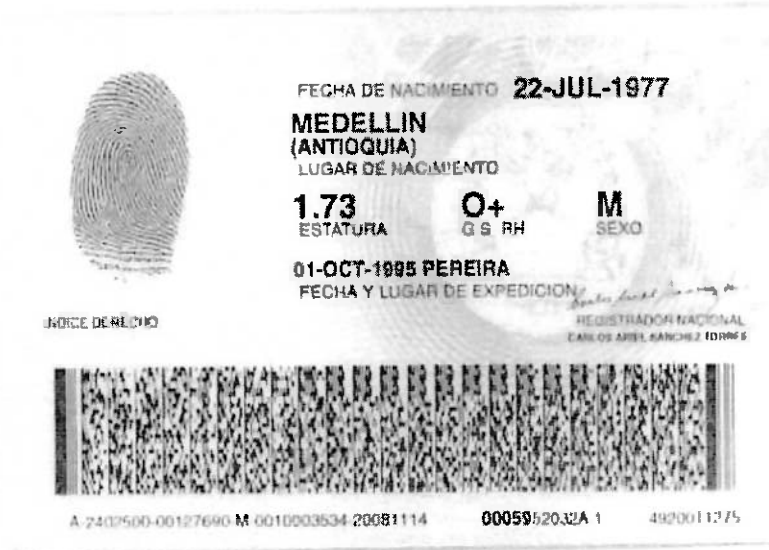 FECHA DE NACIMIENTO 22-JUL-1977
MEDELLIN
(ANTIOQUIA)
LUGAR DE NACIMIENTO
1.73 O+ M
ESTATURA G S RH SEXO
01-OCT-1995 PEREIRA
FECHA Y LUGAR DE EXPEDICION
INDICE DERECHO
REGISTRADOR NACIONAL
CARLOS ARIEL SANCHEZ TORRES
A-2402500-00127690-M-0010003534-20081114 0005952032A 1 4920011275